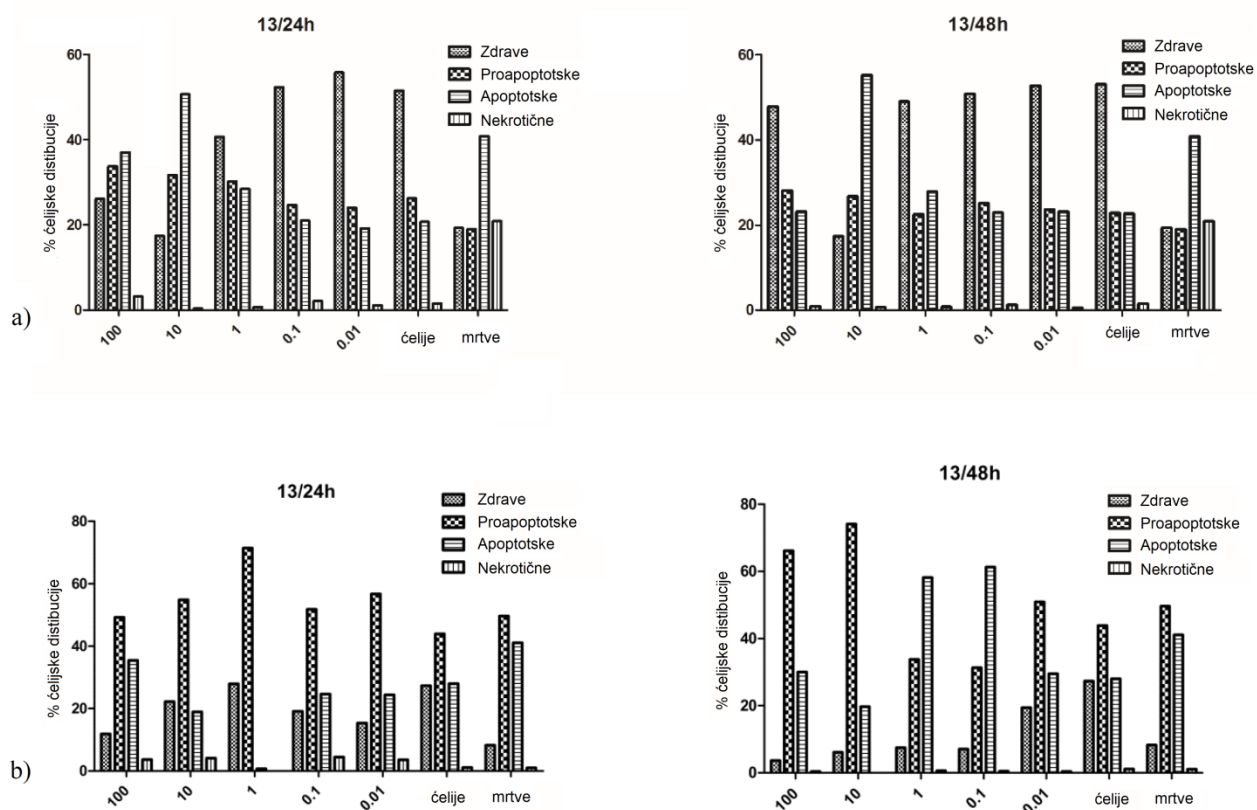 13/24h
60
40
20
0
% ćelijske distibucije
Zdrave
Proapoptotske
Apoptotske
Nekrotične
100
10
1
0.1
0.01
ćelije
mrtve
a)
13/48h
60
40
20
0
% ćelijske distibucije
Zdrave
Proapoptotske
Apoptotske
Nekrotične
100
10
1
0.1
0.01
ćelije
mrtve
13/24h
80
60
40
20
0
% ćelijske distibucije
Zdrave
Proapoptotske
Apoptotske
Nekrotične
100
10
1
0.1
0.01
ćelije
mrtve
b)
13/48h
80
60
40
20
0
% ćelijske distibucije
Zdrave
Proapoptotske
Apoptotske
Nekrotične
100
10
1
0.1
0.01
ćelije
mrtve